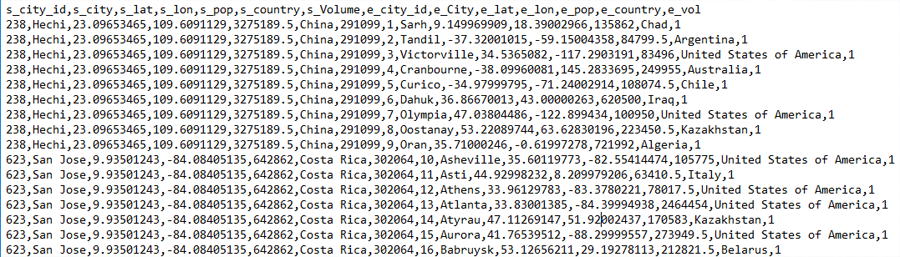 s_city_id,s_city,s_lat,s_lon,s_pop,s_country,s_Volume,e_city_id,e_City,e_lat,e_lon,e_pop,e_country,e_vol
238,Hechi,23.09653465,109.6091129,3275189.5,China,291099,1,Sarh,9.149969909,18.39002966,135862,Chad,1
238,Hechi,23.09653465,109.6091129,3275189.5,China,291099,2,Tandil,-37.32001015,-59.15004358,84799.5,Argentina,1
238,Hechi,23.09653465,109.6091129,3275189.5,China,291099,3,Victorville,34.5365082,-117.2903191,83496,United States of America,1
238,Hechi,23.09653465,109.6091129,3275189.5,China,291099,4,Cranbourne,-38.09960081,145.2833695,249955,Australia,1
238,Hechi,23.09653465,109.6091129,3275189.5,China,291099,5,Curico,-34.97999795,-71.24002914,108074.5,Chile,1
238,Hechi,23.09653465,109.6091129,3275189.5,China,291099,6,Dahuk,36.86670013,43.00000263,620500,Iraq,1
238,Hechi,23.09653465,109.6091129,3275189.5,China,291099,7,Olympia,47.03804486,-122.899434,100950,United States of America,1
238,Hechi,23.09653465,109.6091129,3275189.5,China,291099,8,Oostanay,53.22089744,63.62830196,223450.5,Kazakhstan,1
238,Hechi,23.09653465,109.6091129,3275189.5,China,291099,9,Oran,35.71000246,-0.61997278,721992,Algeria,1
623,San Jose,9.93501243,-84.08405135,642862,Costa Rica,302064,10,Asheville,35.60119773,-82.55414474,105775,United States of America,1
623,San Jose,9.93501243,-84.08405135,642862,Costa Rica,302064,11,Asti,44.92998232,8.209979206,63410.5,Italy,1
623,San Jose,9.93501243,-84.08405135,642862,Costa Rica,302064,12,Athens,33.96129783,-83.3780221,78017.5,United States of America,1
623,San Jose,9.93501243,-84.08405135,642862,Costa Rica,302064,13,Atlanta,33.83001385,-84.39994938,2464454,United States of America,1
623,San Jose,9.93501243,-84.08405135,642862,Costa Rica,302064,14,Atyrau,47.11269147,51.92002437,170583,Kazakhstan,1
623,San Jose,9.93501243,-84.08405135,642862,Costa Rica,302064,15,Aurora,41.76539512,-88.29999557,273949.5,United States of America,1
623,San Jose,9.93501243,-84.08405135,642862,Costa Rica,302064,16,Babruysk,53.12656211,29.19278113,212821.5,Belarus,1